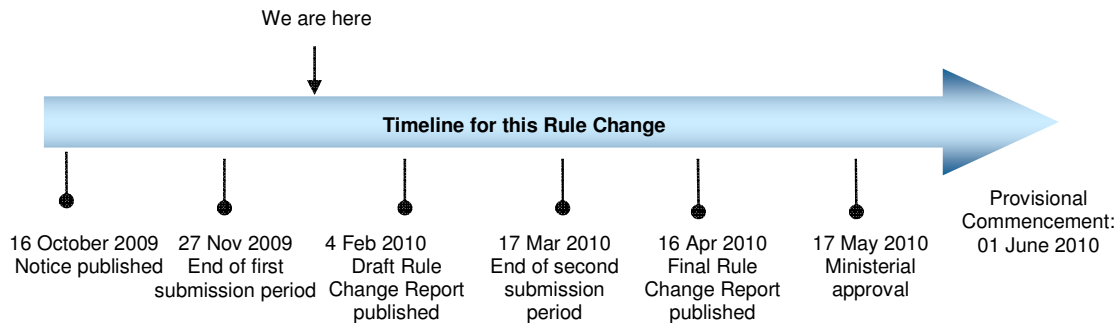 We are here
Timeline for this Rule Change
16 October 2009
Notice published
27 Nov 2009
End of first
submission period
4 Feb 2010
Draft Rule
Change Report
published
17 Mar 2010
End of second
submission
period
16 Apr 2010
Final Rule
Change Report
published
17 May 2010
Ministerial
approval
Provisional
Commencement:
01 June 2010